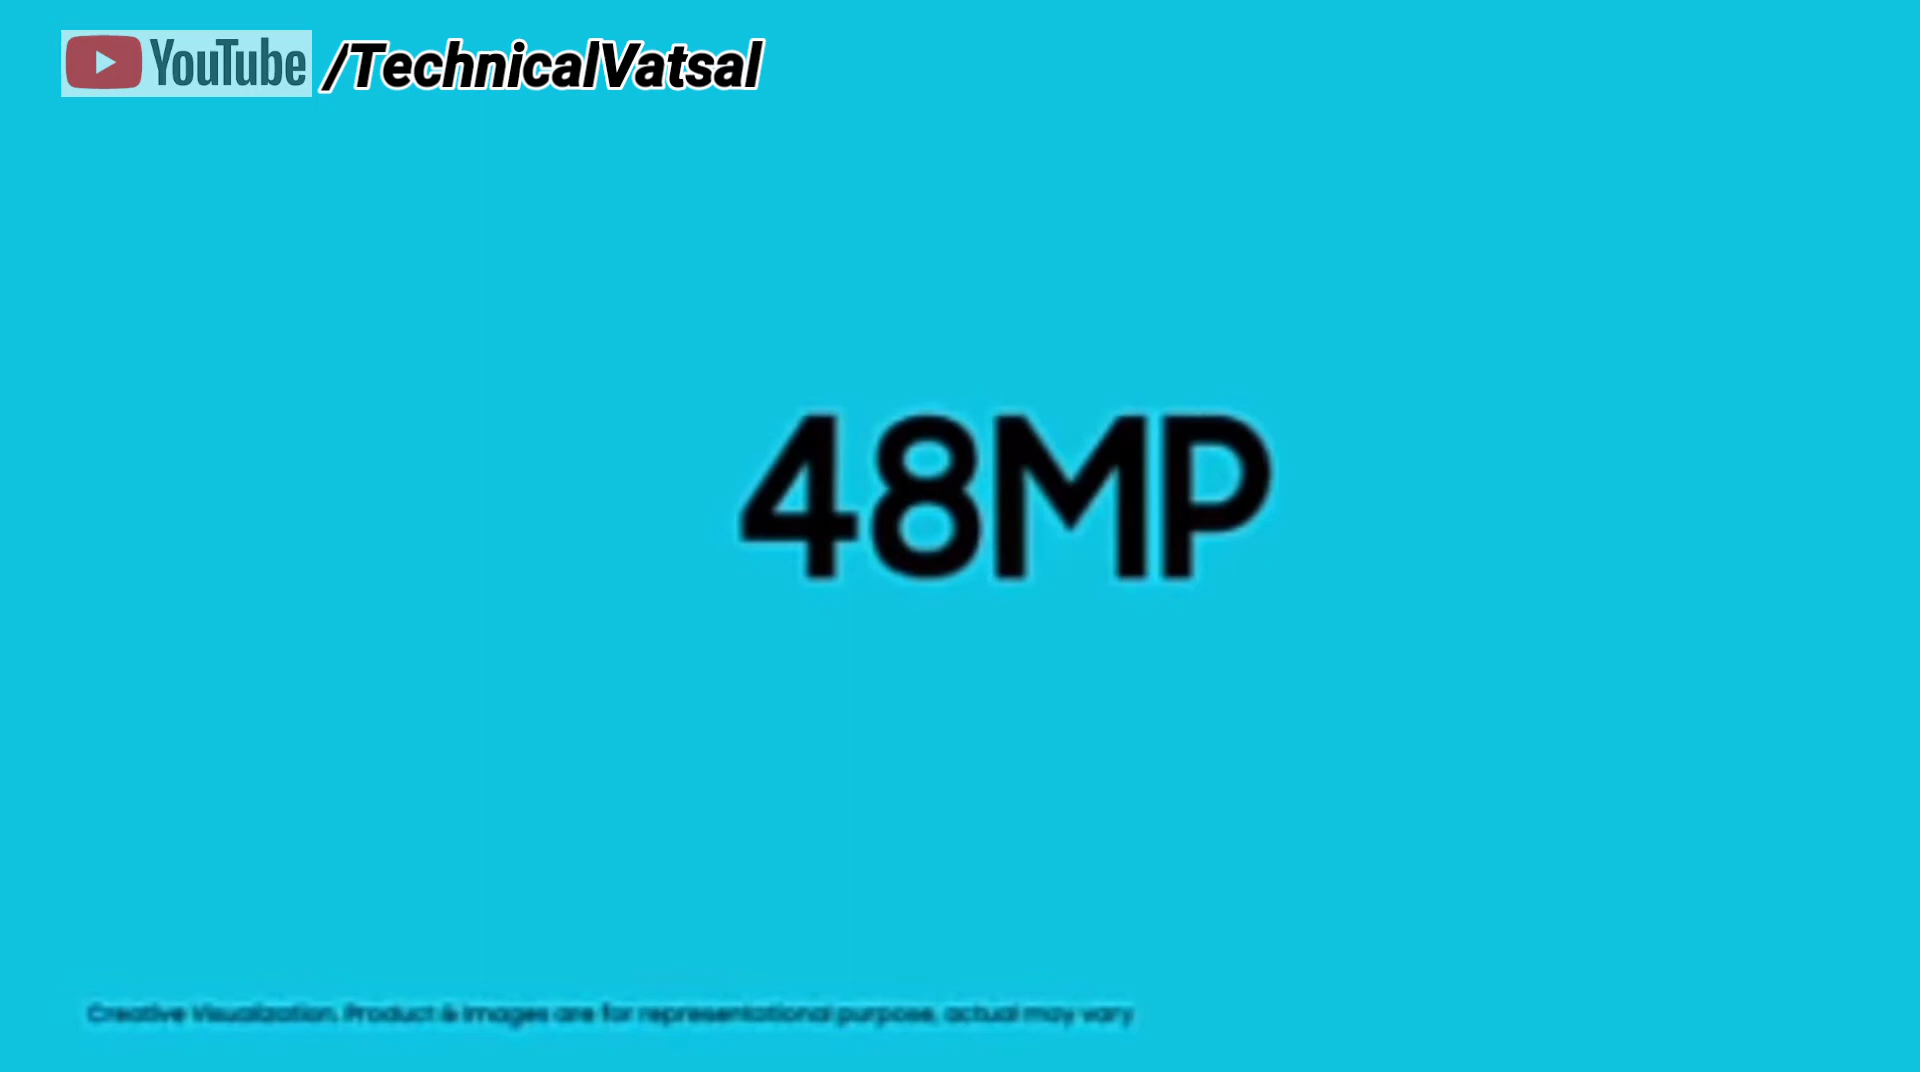 YouTube /TechnicalVatsal
48MP
Creative Visualization. Product & Images are for representational purpose, actual may vary